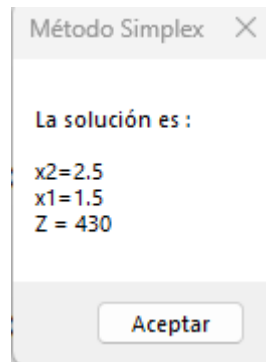 Método Simplex
La solución es :
x2=2.5
x1=1.5
Z = 430
Aceptar